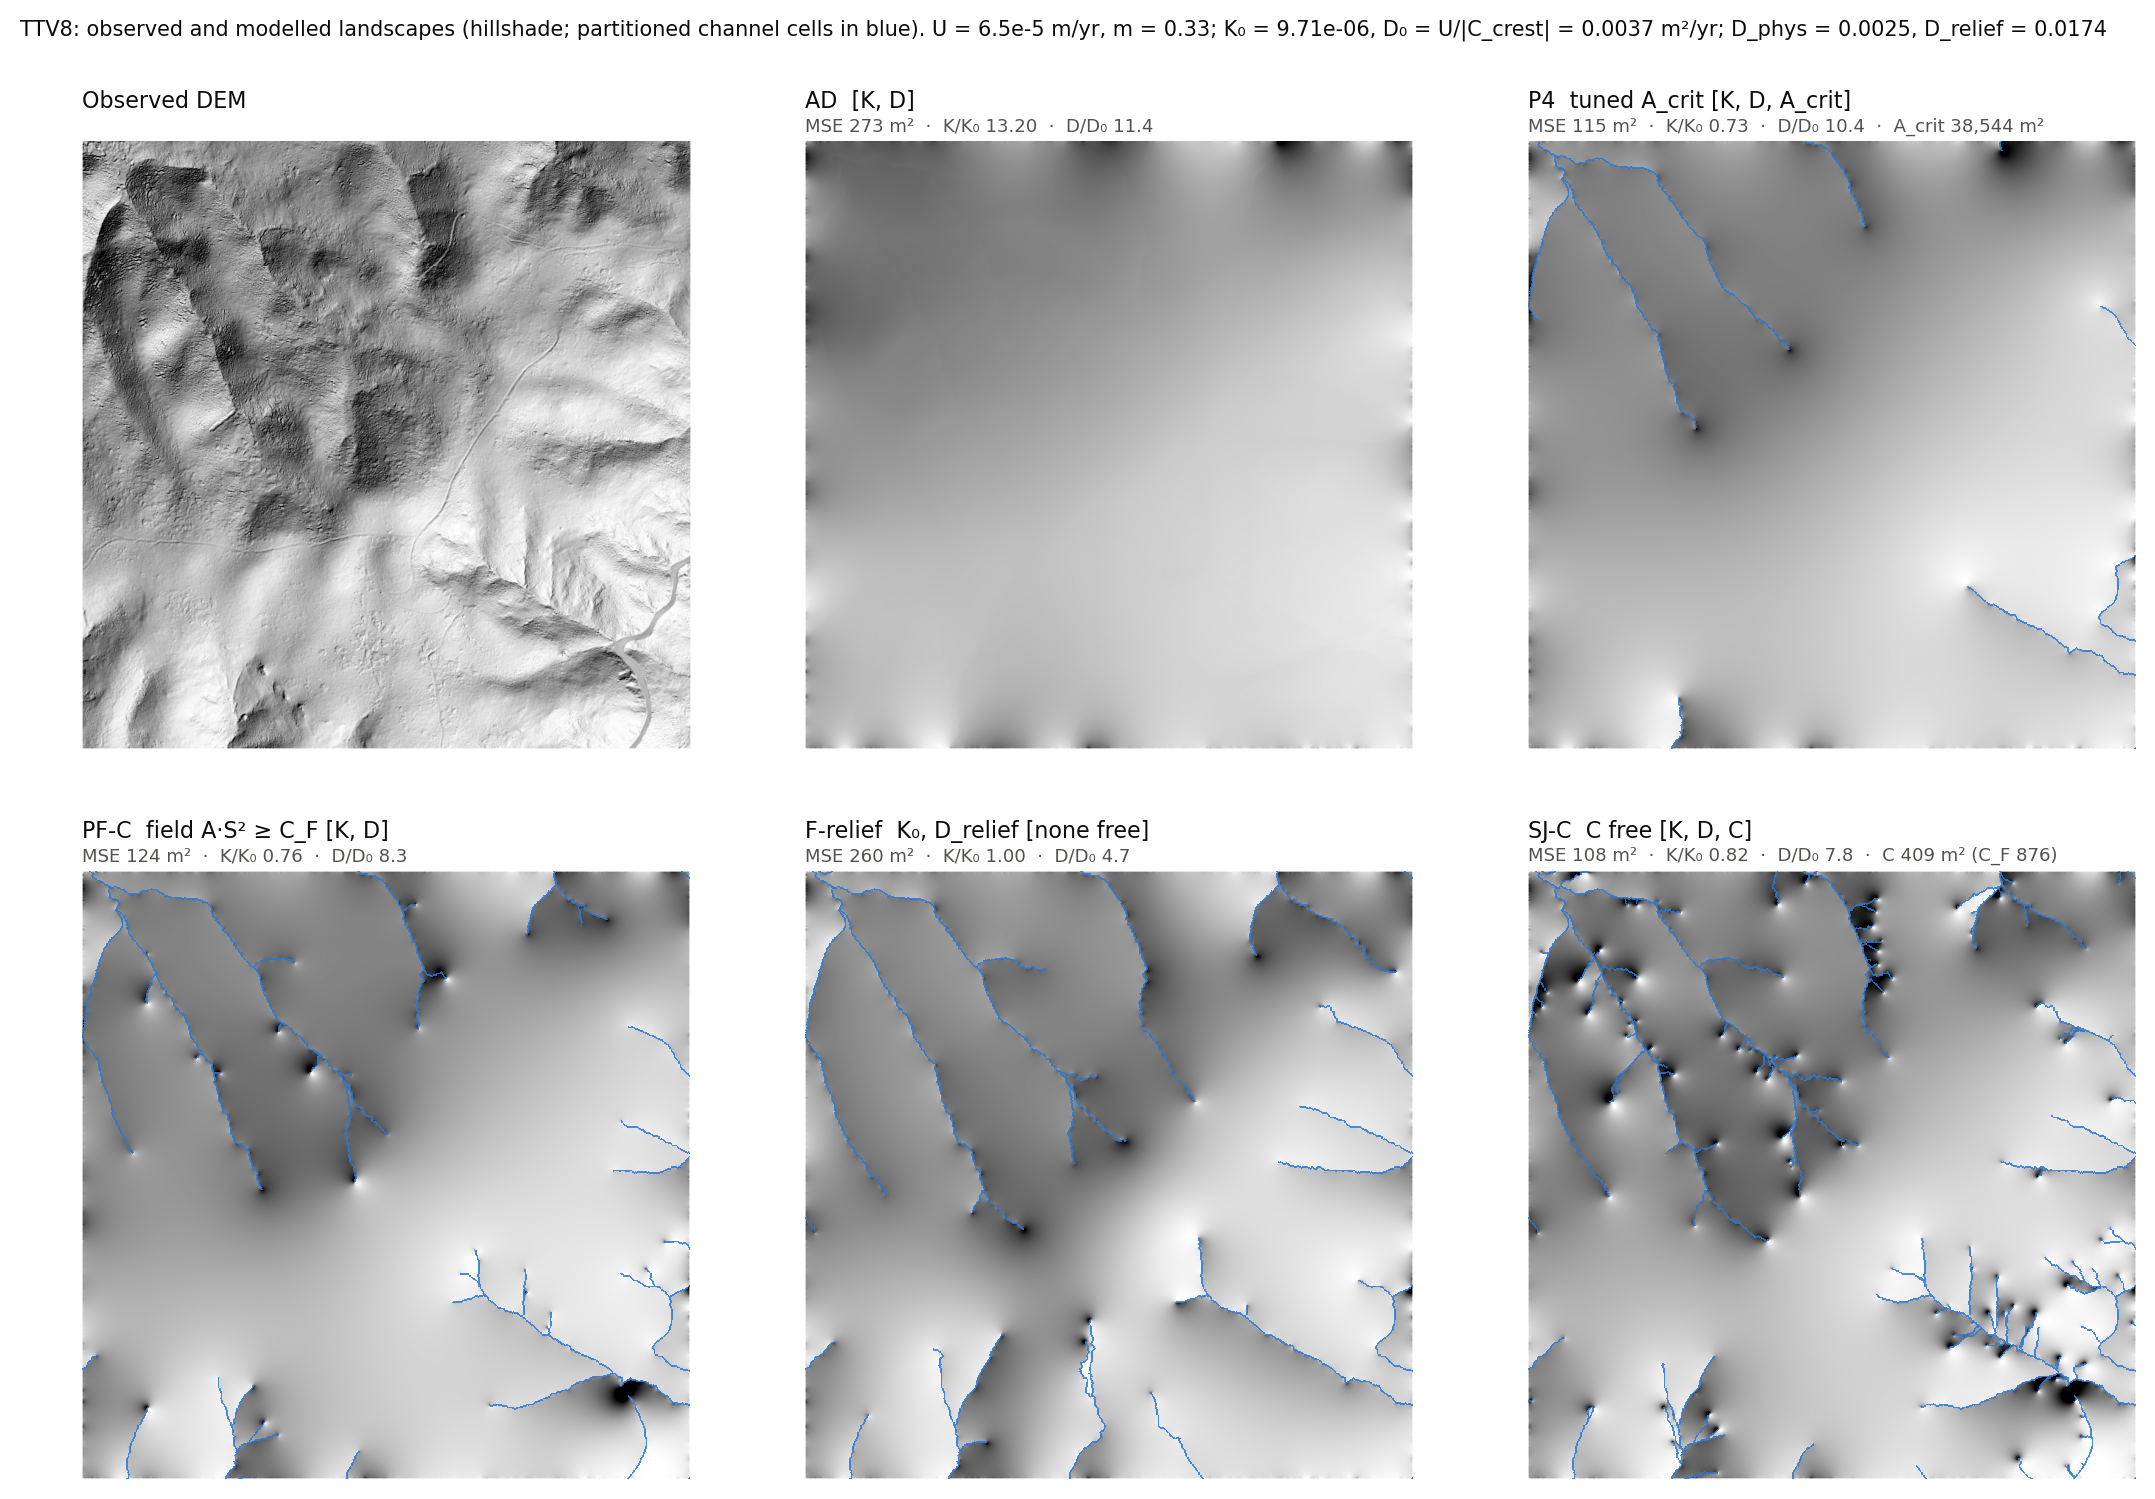 TTV8: observed and modelled landscapes (hillshade; partitioned channel cells in blue). U = 6.5e-5 m/yr, m = 0.33; K₀ = 9.71e-06, D₀ = U/|C_crest| = 0.0037 m²/yr; D_phys = 0.0025, D_relief = 0.0174
Observed DEM
AD [K, D]
MSE 273 m² · K/K₀ 13.20 · D/D₀ 11.4
P4 tuned A_crit [K, D, A_crit]
MSE 115 m² · K/K₀ 0.73 · D/D₀ 10.4 · A_crit 38,544 m²
PF-C field A·S² ≥ C_F [K, D]
MSE 124 m² · K/K₀ 0.76 · D/D₀ 8.3
F-relief K₀, D_relief [none free]
MSE 260 m² · K/K₀ 1.00 · D/D₀ 4.7
SJ-C C free [K, D, C]
MSE 108 m² · K/K₀ 0.82 · D/D₀ 7.8 · C 409 m² (C_F 876)